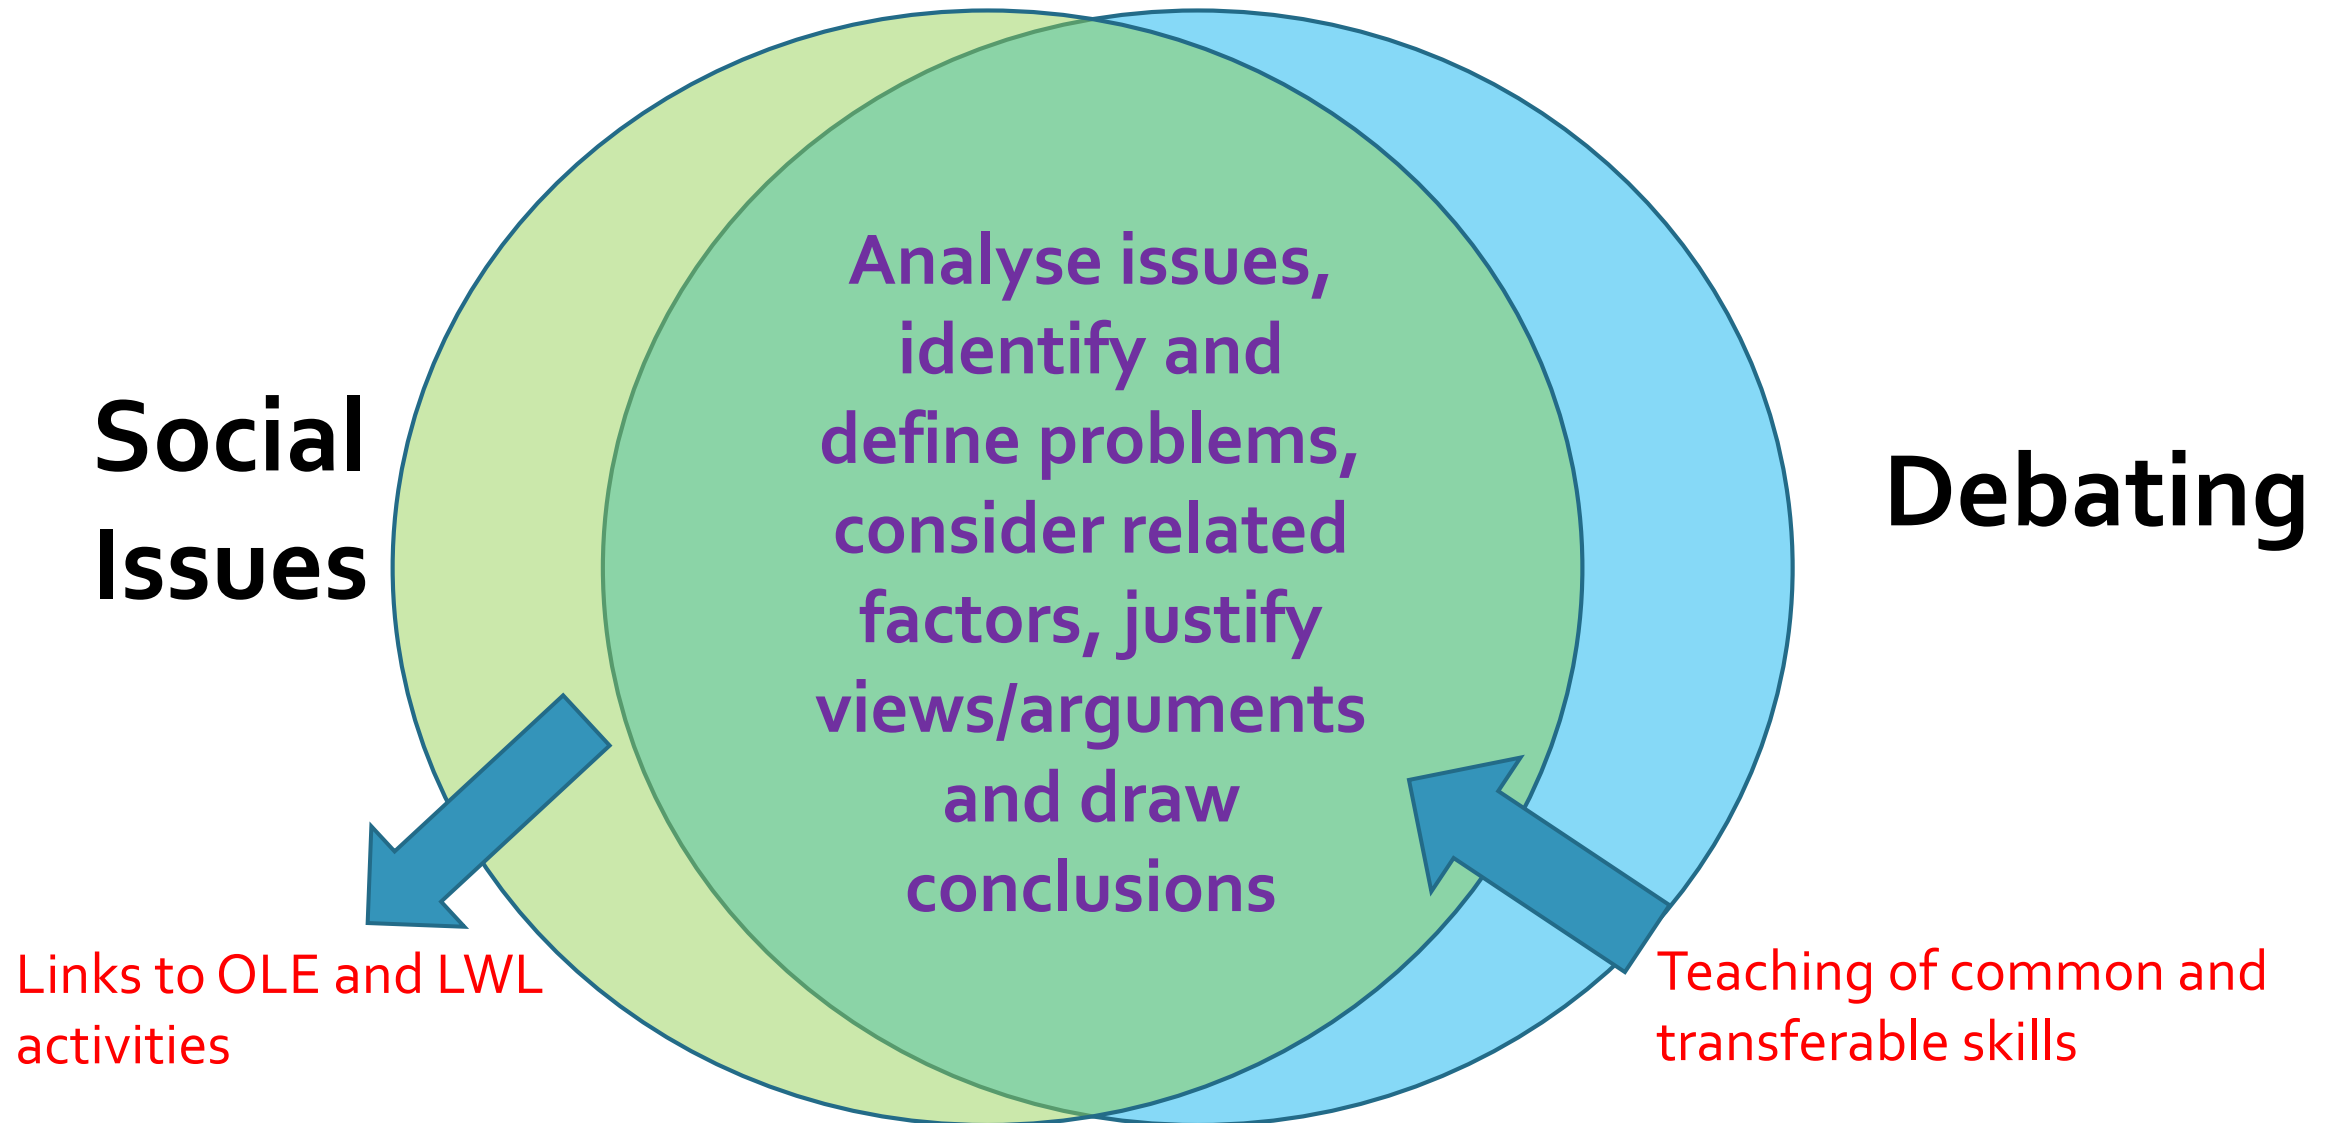 Social
Issues
Analyse issues,
identify and
define problems,
consider related
factors, justify
views/arguments
and draw
conclusions
Debating
Links to OLE and LWL
activities
Teaching of common and
transferable skills